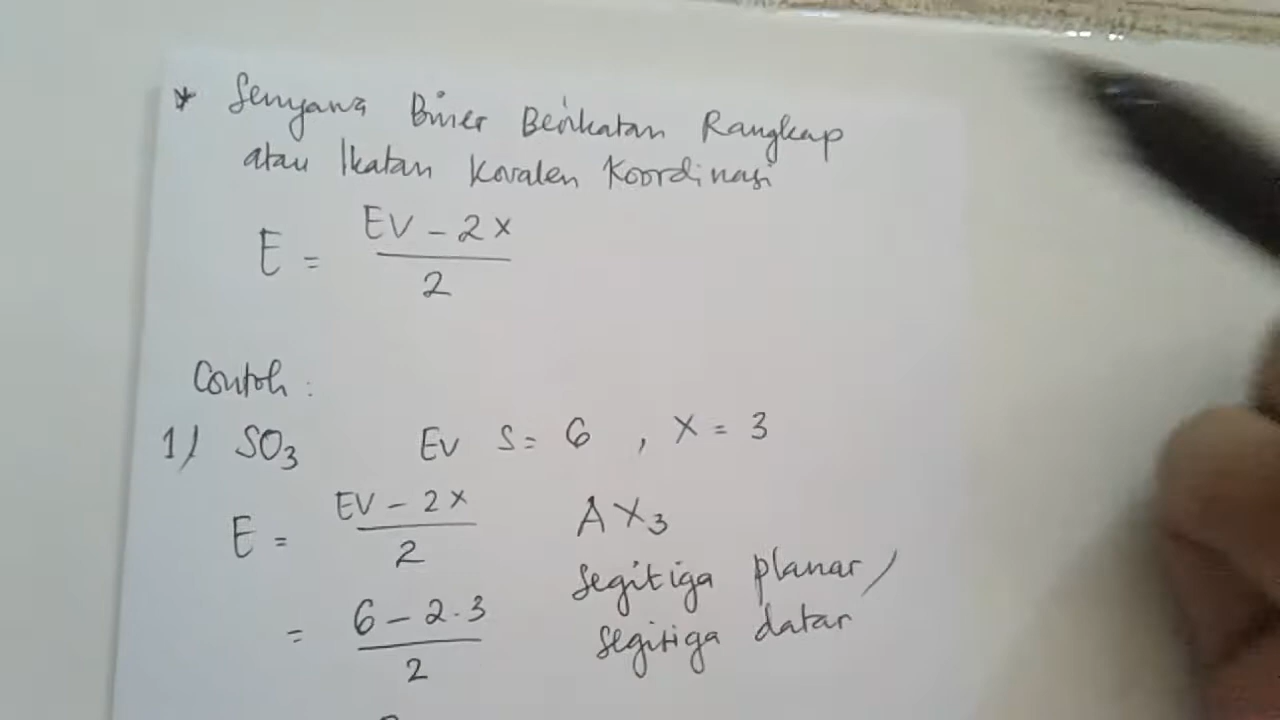 * Senyawa Biner Berikatan Rangkap
atau Ikatan Kovalen Koordinasi
E = EV - 2x / 2
Contoh :
1) SO3 EV S = 6 , X = 3
E = EV - 2x / 2 AX3
= 6 - 2.3 / 2 Segitiga planar/
segitiga datar